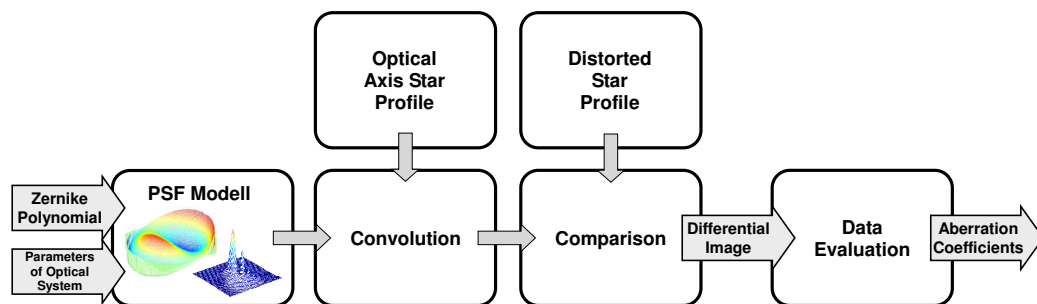 Optical
Axis Star
Profile
Distorted
Star
Profile
Zernike
Polynomial
Parameters
of Optical
System
PSF Modell
Convolution
Comparison
Differential
Image
Data
Evaluation
Aberration
Coefficients